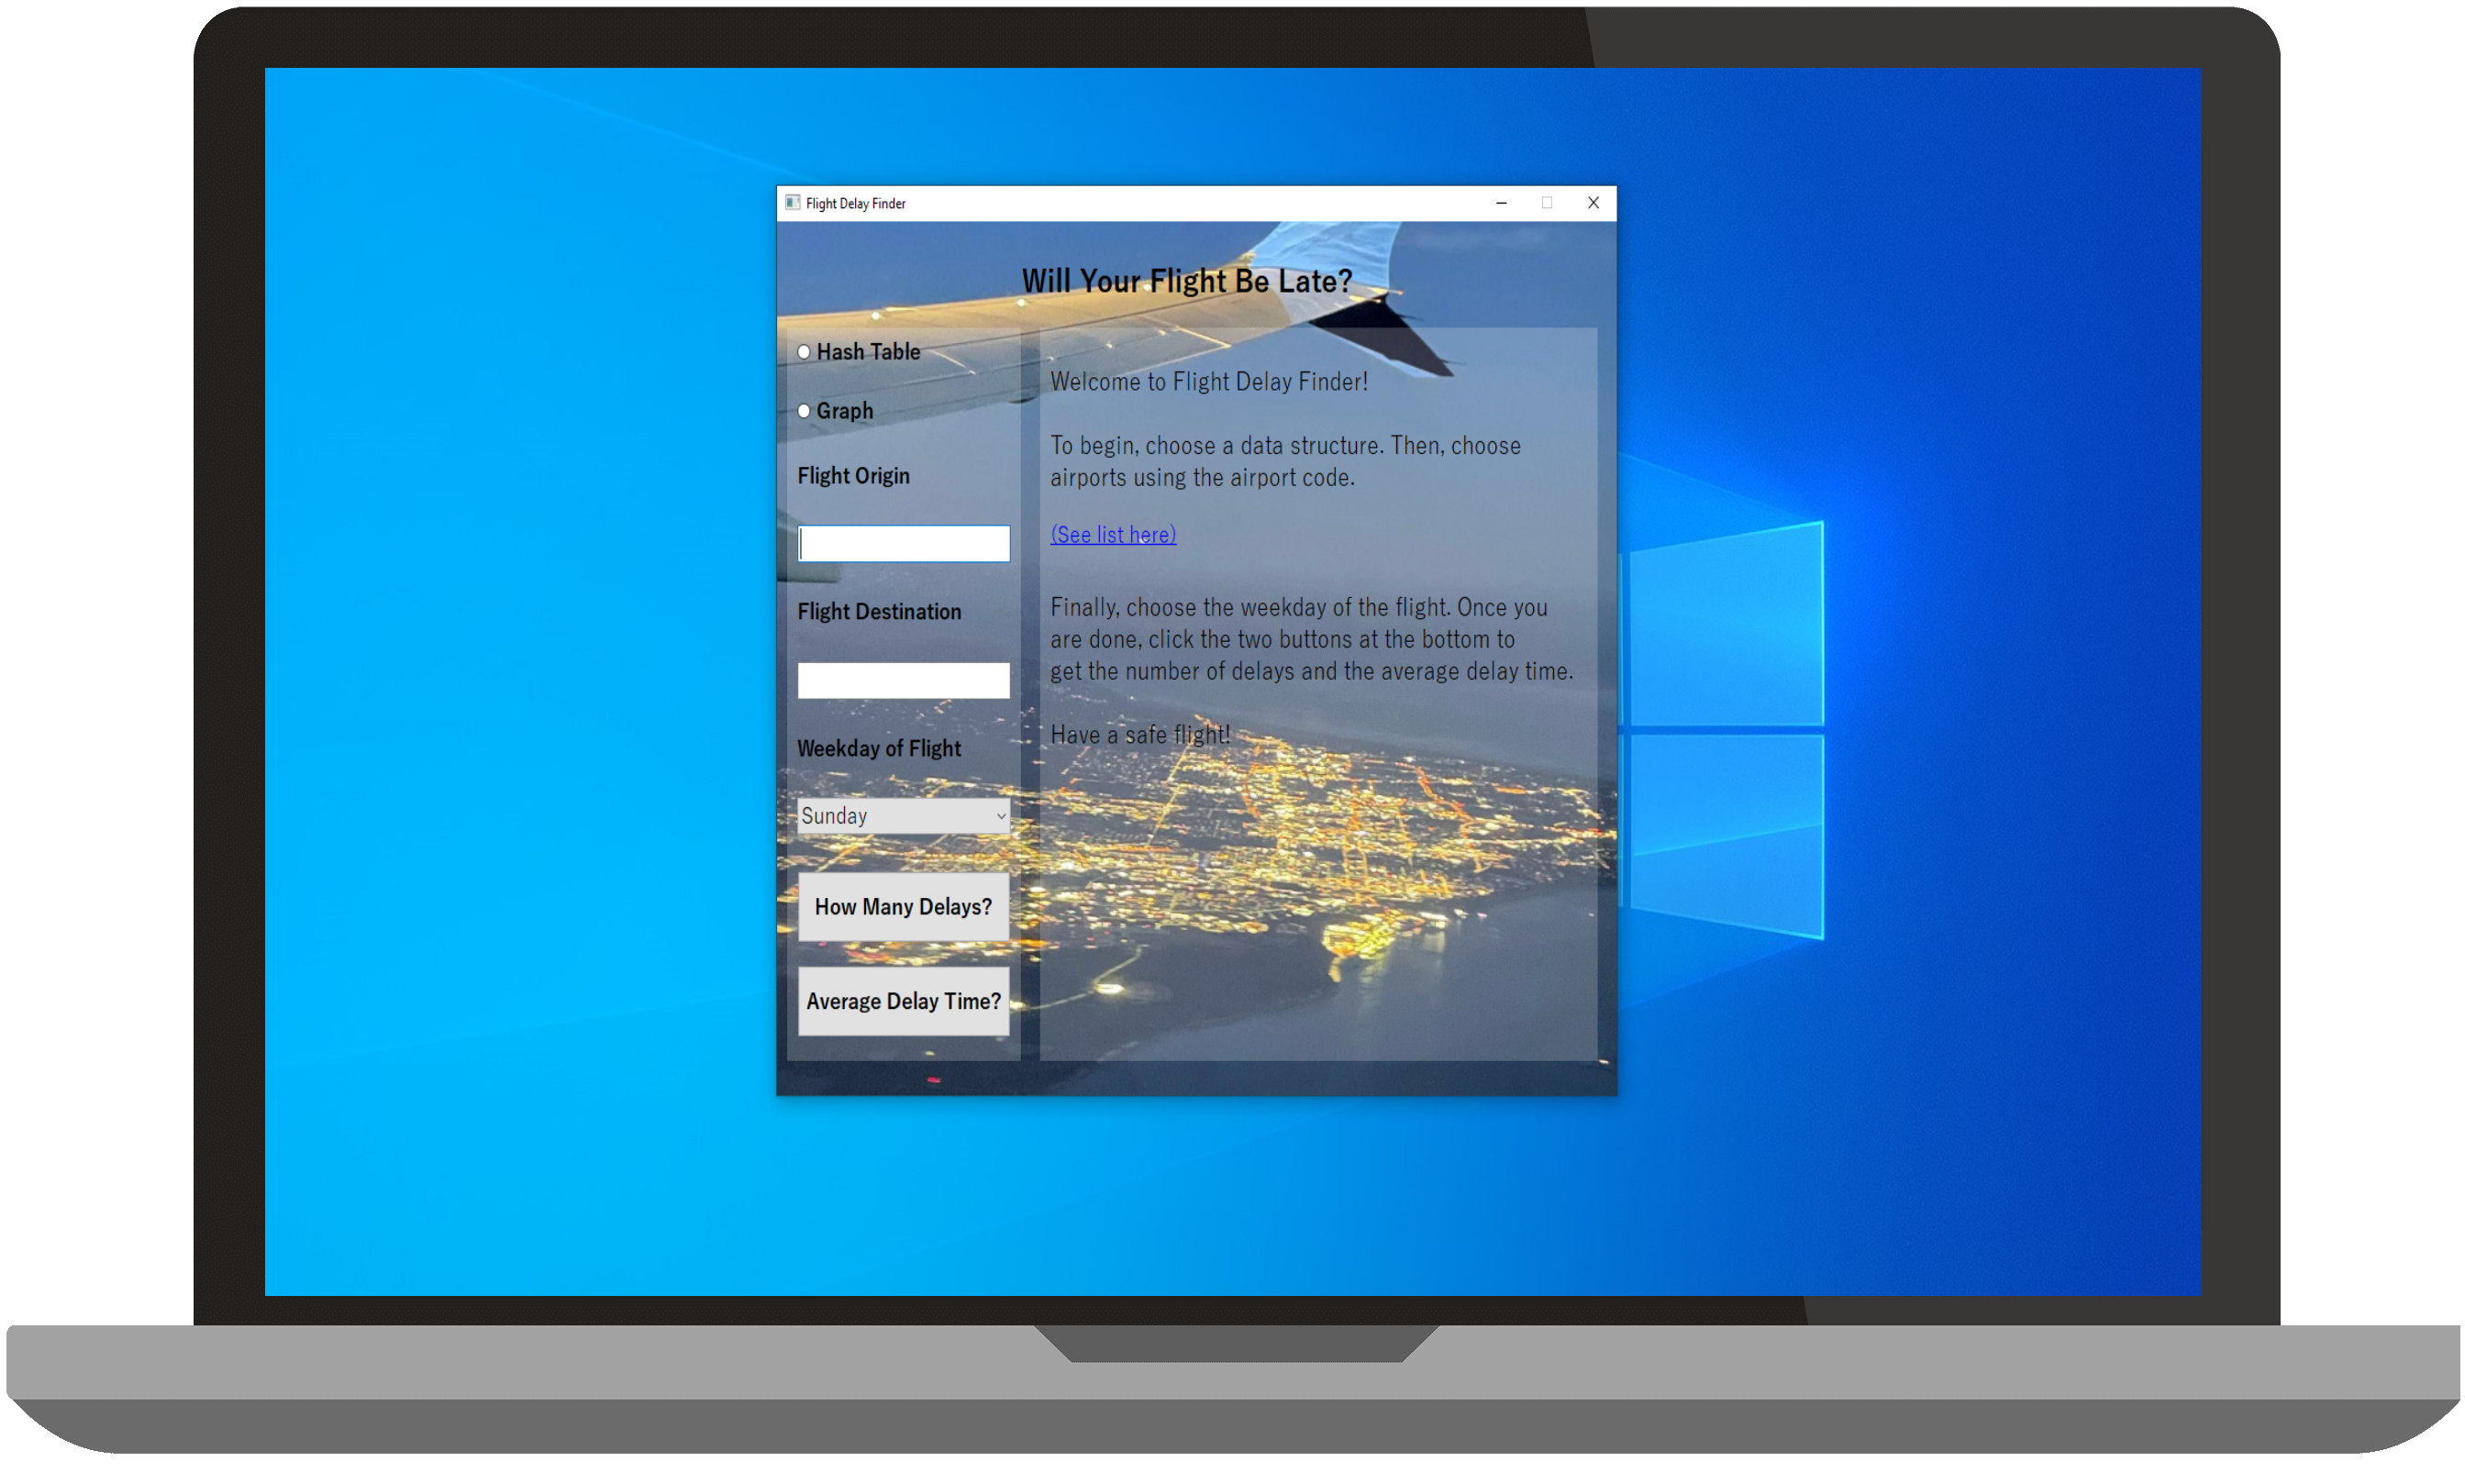 Flight Delay Finder
Will Your Flight Be Late?
Hash Table
Graph
Flight Origin
Flight Destination
Weekday of Flight
Sunday
How Many Delays?
Average Delay Time?
Welcome to Flight Delay Finder!
To begin, choose a data structure. Then, choose
airports using the airport code.
(See list here)
Finally, choose the weekday of the flight. Once you
are done, click the two buttons at the bottom to
get the number of delays and the average delay time.
Have a safe flight!